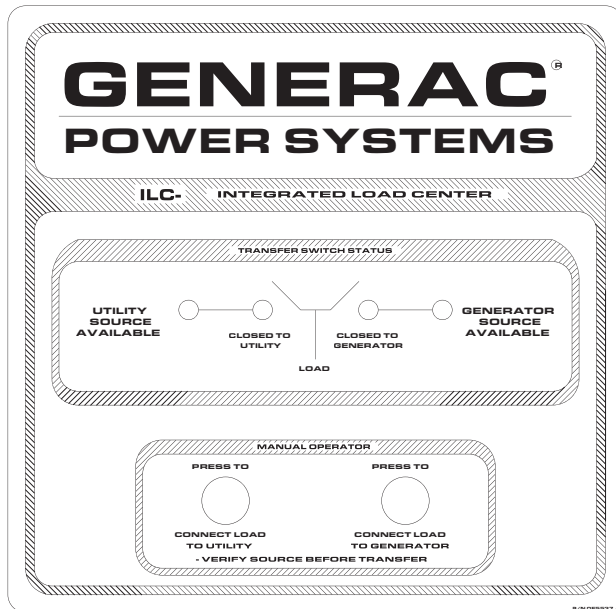 GENERAC®
POWER SYSTEMS
ILC- INTEGRATED LOAD CENTER
TRANSFER SWITCH STATUS
UTILITY
SOURCE
AVAILABLE
CLOSED TO
UTILITY
LOAD
CLOSED TO
GENERATOR
GENERATOR
SOURCE
AVAILABLE
MANUAL OPERATOR
PRESS TO
CONNECT LOAD
TO UTILITY
PRESS TO
CONNECT LOAD
TO GENERATOR
- VERIFY SOURCE BEFORE TRANSFER